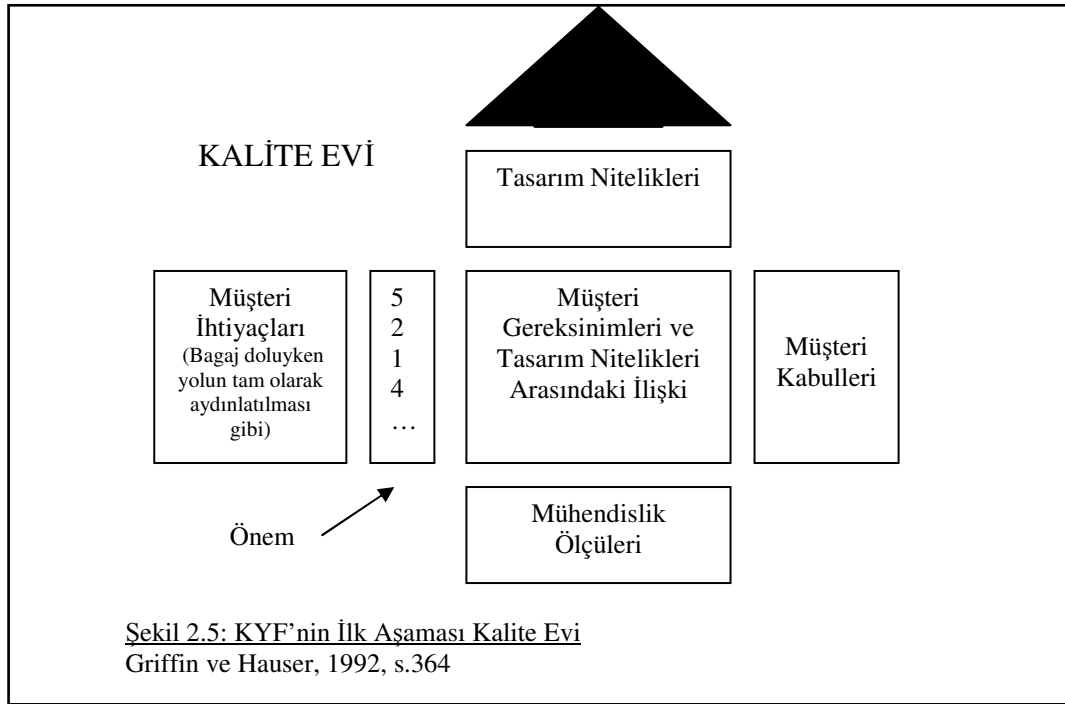 KALİTE EVİ
Tasarım Nitelikleri
Müşteri
İhtiyaçları
(Bagaj doluyken
yolun tam olarak
aydınlatılması
gibi)
5
2
1
4
…
Müşteri
Gereksinimleri ve
Tasarım Nitelikleri
Arasındaki İlişki
Müşteri
Kabulleri
Önem
Mühendislik
Ölçüleri
Şekil 2.5: KYF’nin İlk Aşaması Kalite Evi
Griffin ve Hauser, 1992, s.364